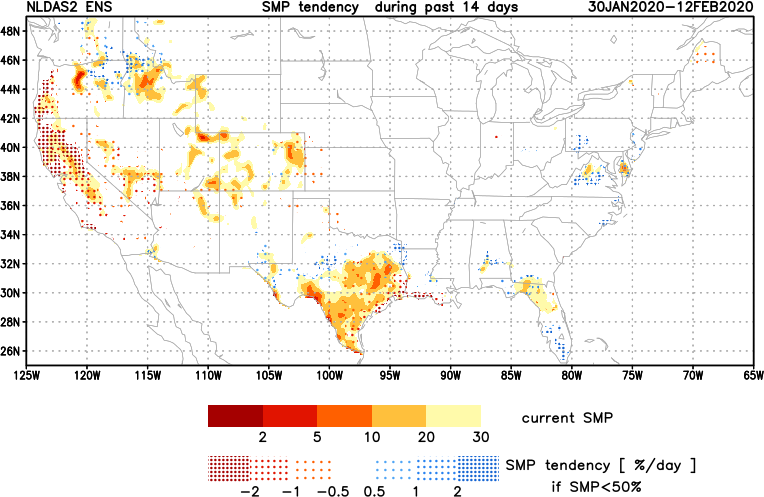 NLDAS2 ENS SMP tendency during past 14 days 30JAN2020-12FEB2020
48N
46N
44N
42N
40N
38N
36N
34N
32N
30N
28N
26N
125W 120W 115W 110W 105W 100W 95W 90W 85W 80W 75W 70W 65W
current SMP
2 5 10 20 30
SMP tendency [ %/day ]
if SMP<50%
-2 -1 -0.5 0.5 1 2